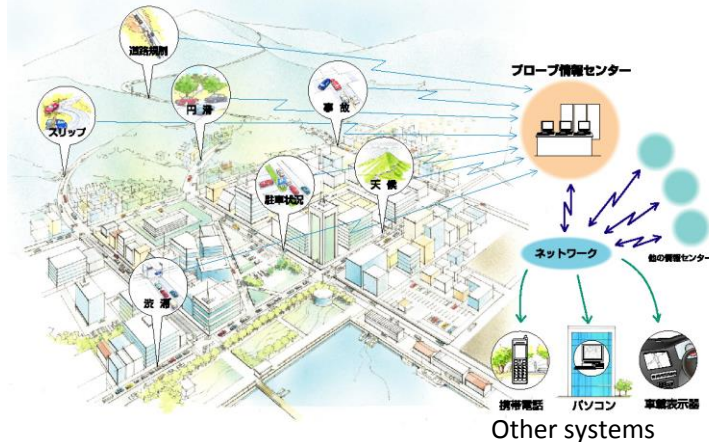 道路規制
プローブ情報センター
円滑
事故
スリップ
駐車状況
天候
ネットワーク
他の情報センター
渋滞
携帯電話
パソコン
車載表示器
Other systems